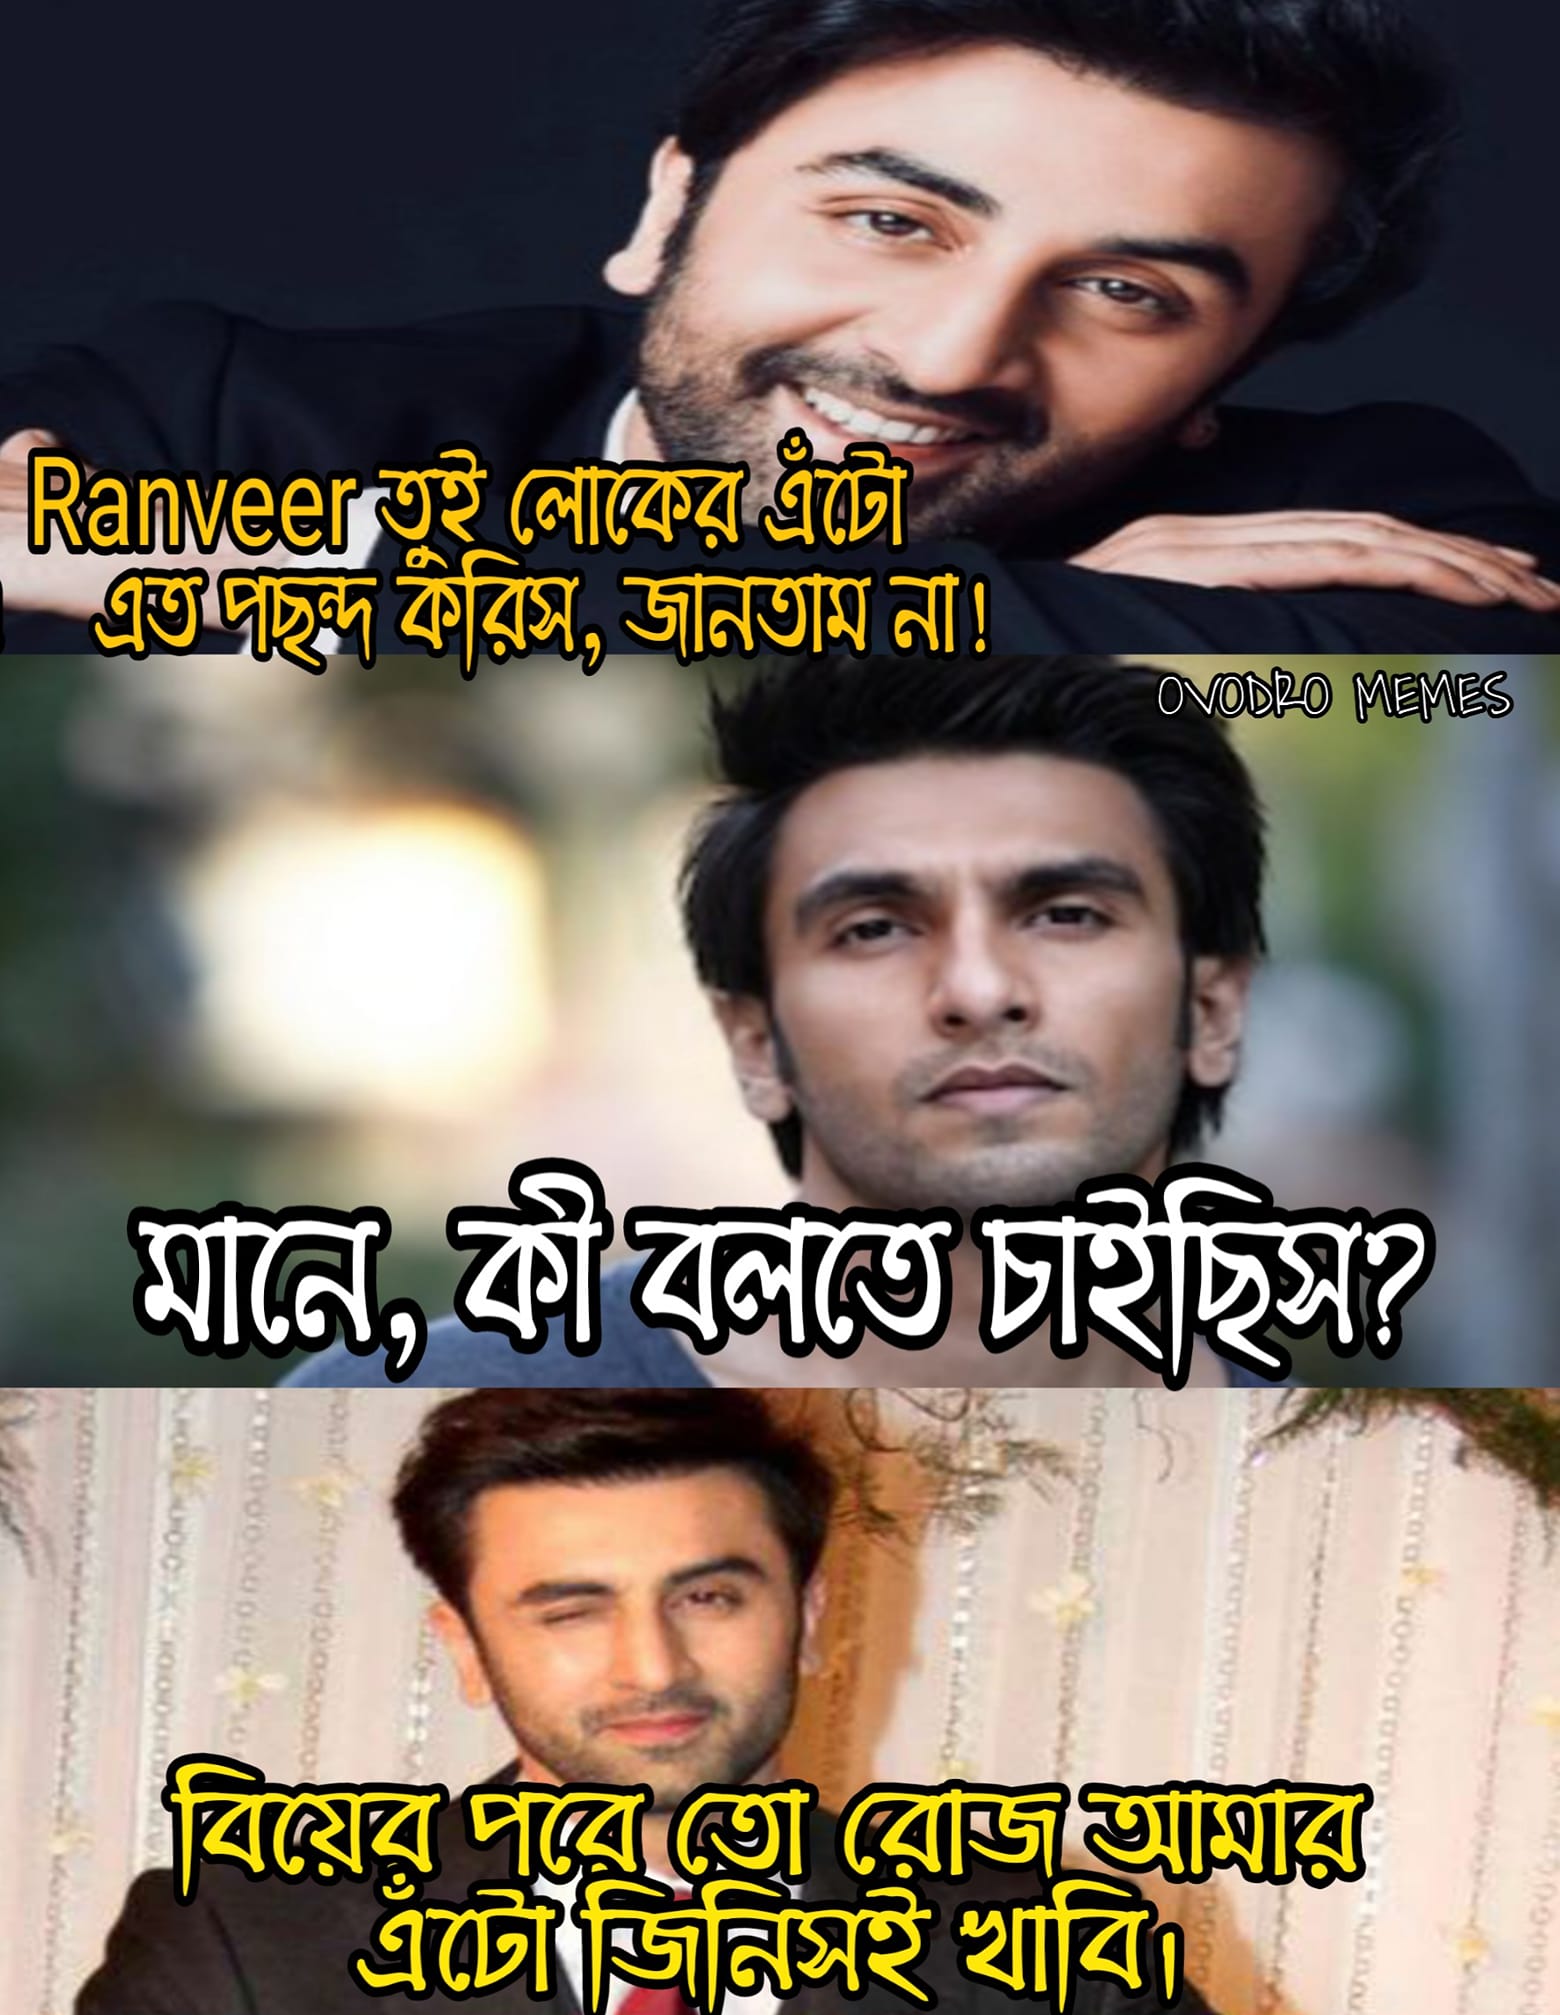 Ranveer তুই লোকের এঁটো
এত পছন্দ করিস, জানতাম না!
OVODRO MEMES
মানে, কী বলতে চাইছিস?
বিয়ের পরে তো রোজ আমার
এঁটো জিনিসই খাবি।